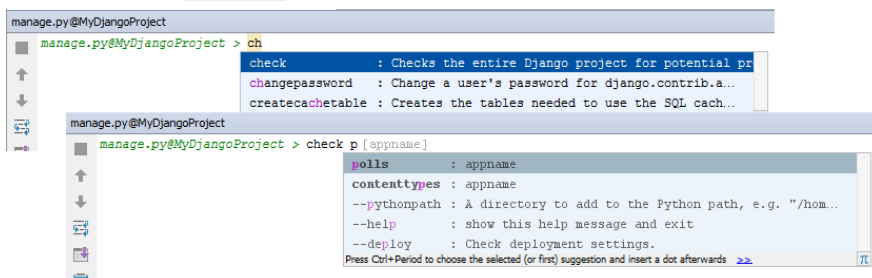 manage.py@MyDjangoProject
manage.py@MyDjangoProject > ch
check : Checks the entire Django project for potential pr
changepassword : Change a user's password for django.contrib.a...
createcachetable : Creates the tables needed to use the SQL cach...
manage.py@MyDjangoProject
manage.py@MyDjangoProject > check p [appname]
polls : appname
contenttypes : appname
--pythonpath : A directory to add to the Python path, e.g. "/hom...
--help : show this help message and exit
--deploy : Check deployment settings.
Press Ctrl+Period to choose the selected (or first) suggestion and insert a dot afterwards >> π